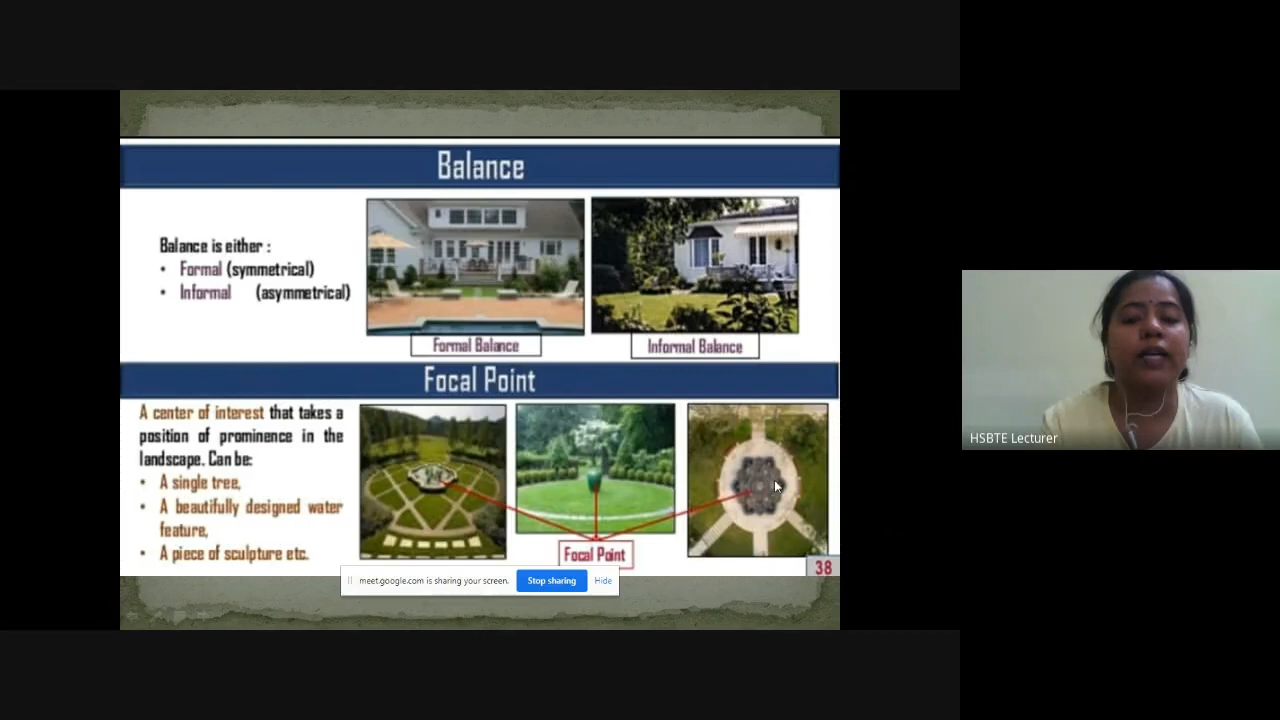 Balance
Balance is either :
• Formal (symmetrical)
• Informal (asymmetrical)
Formal Balance
Informal Balance
Focal Point
A center of interest that takes a
position of prominence in the
landscape. Can be:
• A single tree,
• A beautifully designed water
feature,
• A piece of sculpture etc.
Focal Point
38
meet.google.com is sharing your screen.
Stop sharing
Hide
HSBTE Lecturer